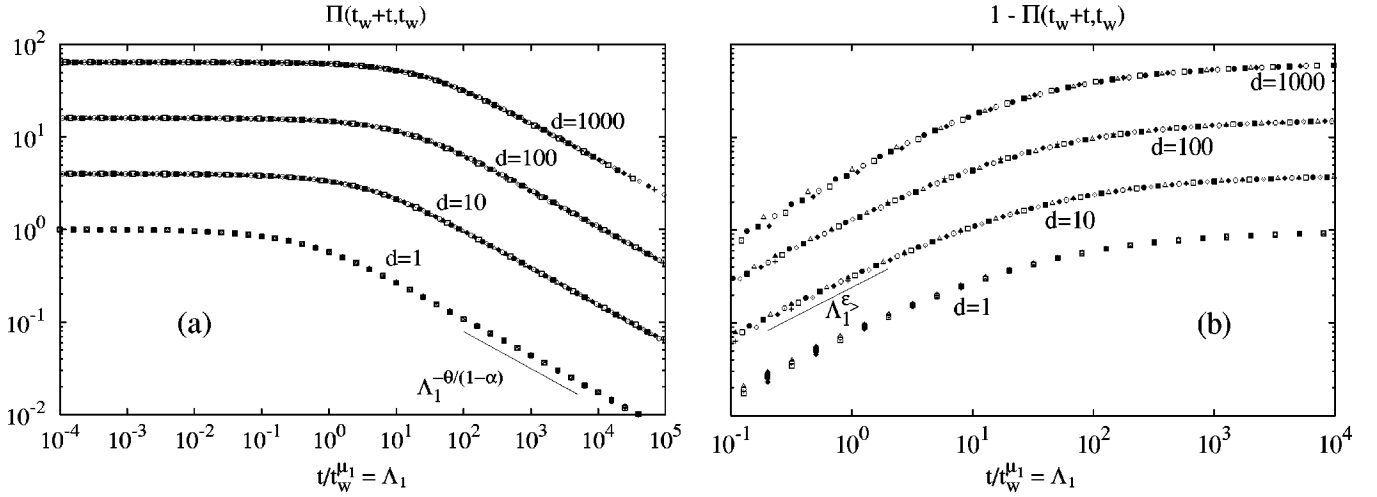 Π(t_w+t,t_w)
10^2
10^1
10^0
10^-1
10^-2
d=1000
d=100
d=10
d=1
(a)
Λ_1^{-θ/(1-α)}
10^-4 10^-3 10^-2 10^-1 10^0 10^1 10^2 10^3 10^4 10^5
t/t_w^{μ_1} = Λ_1
1 - Π(t_w+t,t_w)
d=1000
d=100
d=10
Λ_1^{ε_>}
d=1
(b)
10^-1 10^0 10^1 10^2 10^3 10^4
t/t_w^{μ_1} = Λ_1